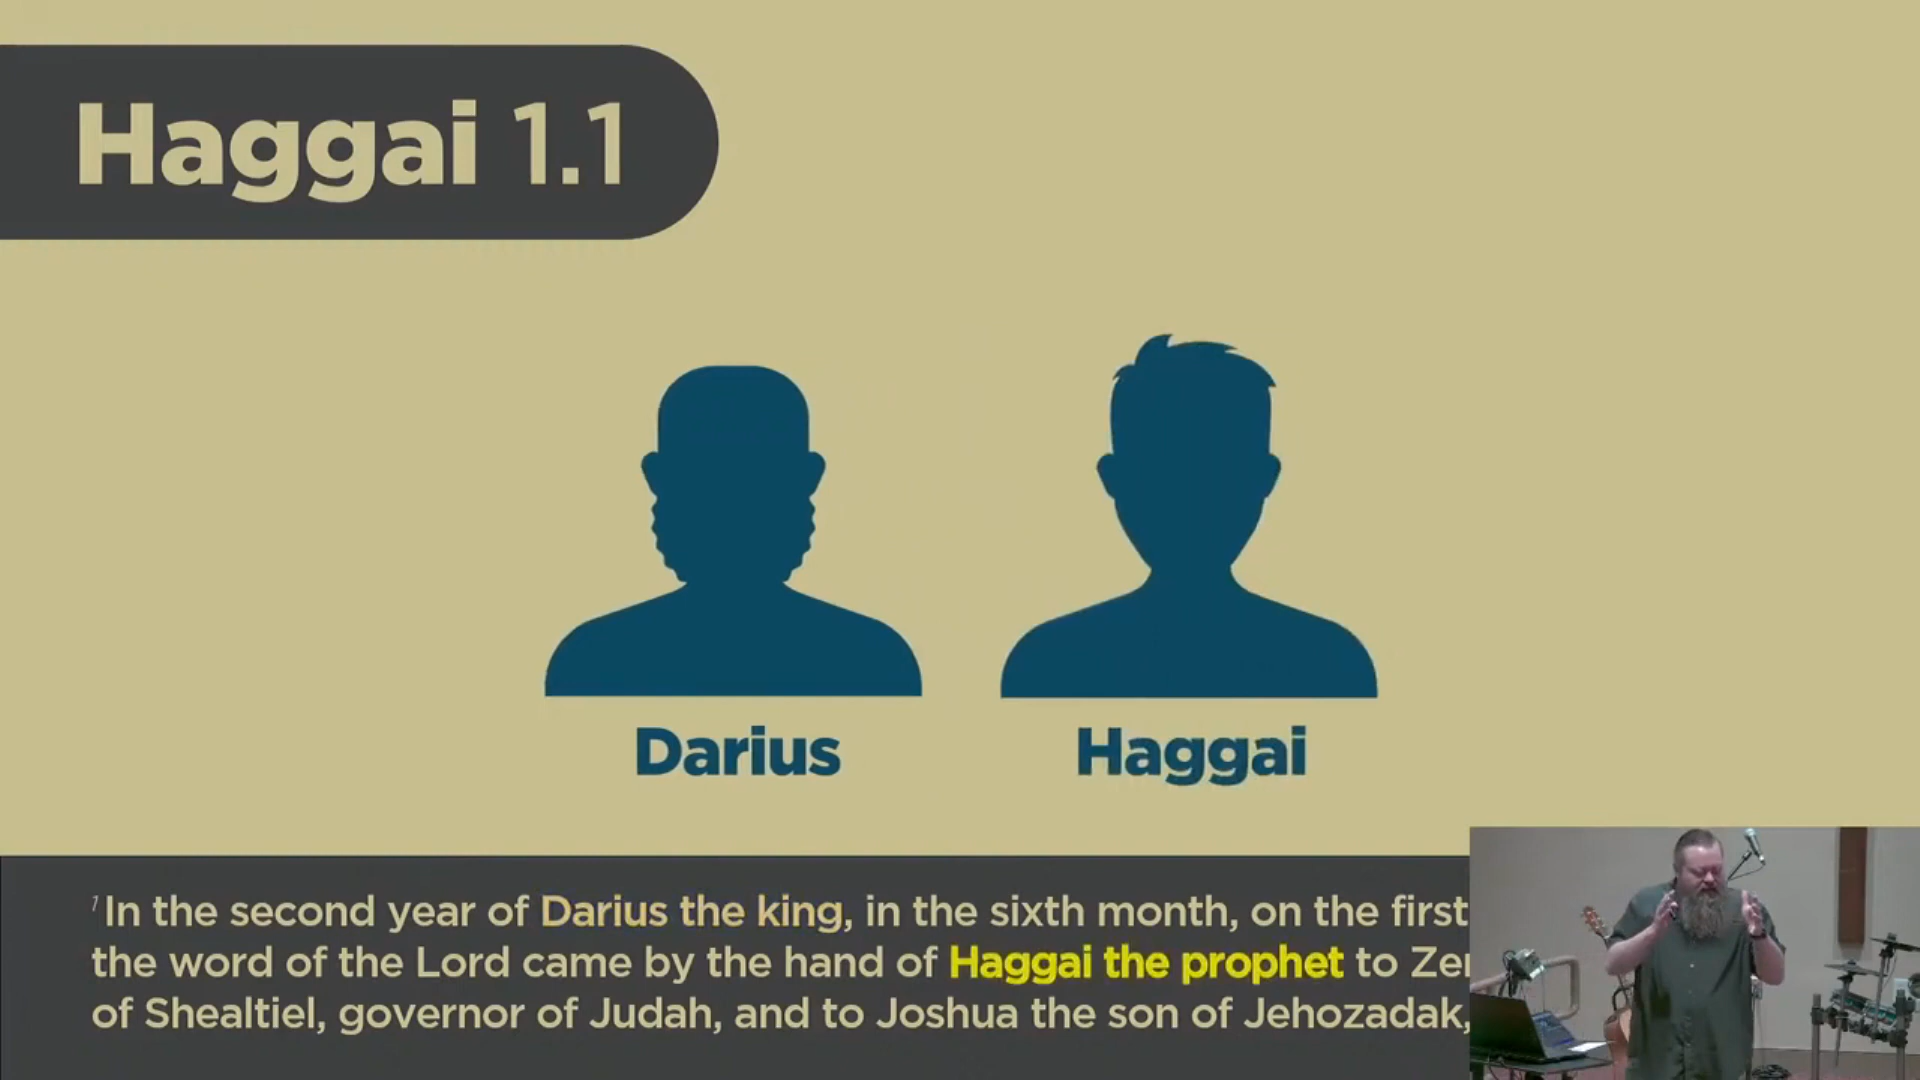 Haggai 1.1
Darius
Haggai
1In the second year of Darius the king, in the sixth month, on the first
the word of the Lord came by the hand of Haggai the prophet to
of Shealtiel, governor of Judah, and to Joshua the son of Jehozadak,